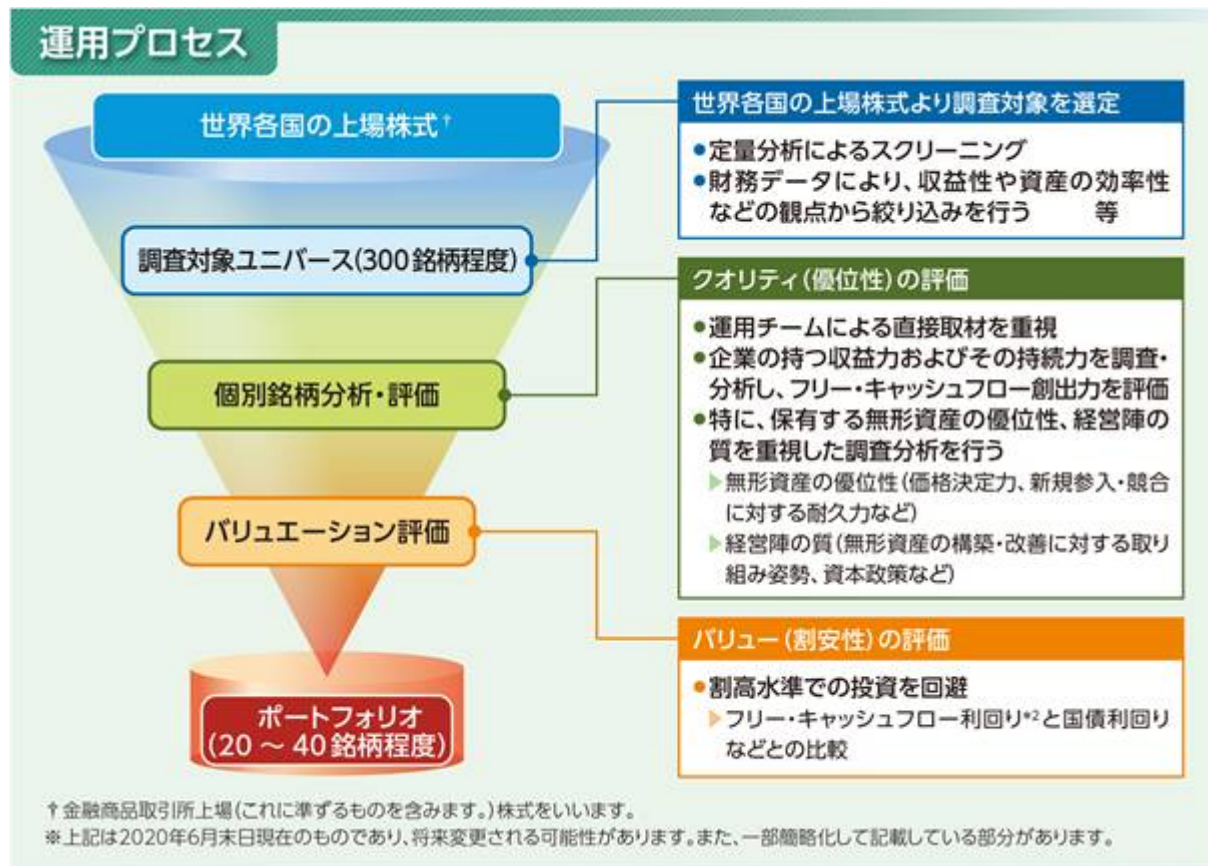 運用プロセス
世界各国の上場株式†
調査対象ユニバース(300銘柄程度)
個別銘柄分析・評価
バリュエーション評価
ポートフォリオ
(20 ～ 40銘柄程度)
世界各国の上場株式より調査対象を選定
●定量分析によるスクリーニング
●財務データにより、収益性や資産の効率性
などの観点から絞り込みを行う 等
クオリティ(優位性)の評価
●運用チームによる直接取材を重視
●企業の持つ収益力およびその持続力を調査・
分析し、フリー・キャッシュフロー創出力を評価
●特に、保有する無形資産の優位性、経営陣の
質を重視した調査分析を行う
▶無形資産の優位性(価格決定力、新規参入・競合
に対する耐久力など)
▶経営陣の質(無形資産の構築・改善に対する取り
組み姿勢、資本政策など)
バリュー(割安性)の評価
●割高水準での投資を回避
▶フリー・キャッシュフロー利回り*2と国債利回り
などとの比較
†金融商品取引所上場(これに準ずるものを含みます。)株式をいいます。
※上記は2020年6月末日現在のものであり、将来変更される可能性があります。また、一部簡略化して記載している部分があります。